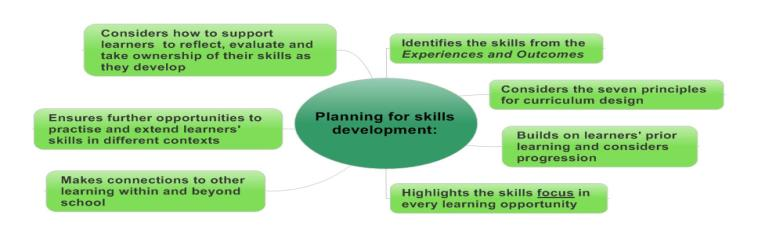 Planning for skills
development:
Considers how to support
learners to reflect, evaluate and
take ownership of their skills as
they develop
Identifies the skills from the
Experiences and Outcomes
Considers the seven principles
for curriculum design
Builds on learners' prior
learning and considers
progression
Highlights the skills focus in
every learning opportunity
Makes connections to other
learning within and beyond
school
Ensures further opportunities to
practise and extend learners'
skills in different contexts